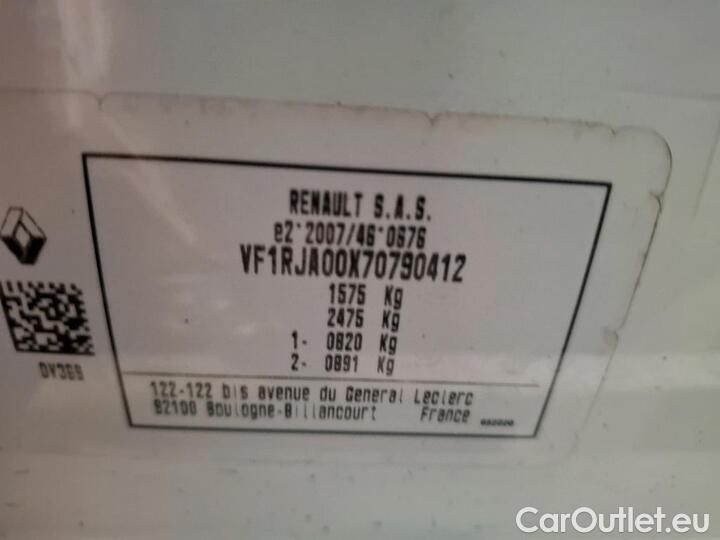 RENAULT S.A.S.
e2*2007/46*0676
VF1RJA00X70790412
1575 Kg
2475 Kg
1- 0820 Kg
2- 0891 Kg
122-122 bis avenue du General Leclerc
92100 Boulogne-Billancourt France
CarOutlet.eu